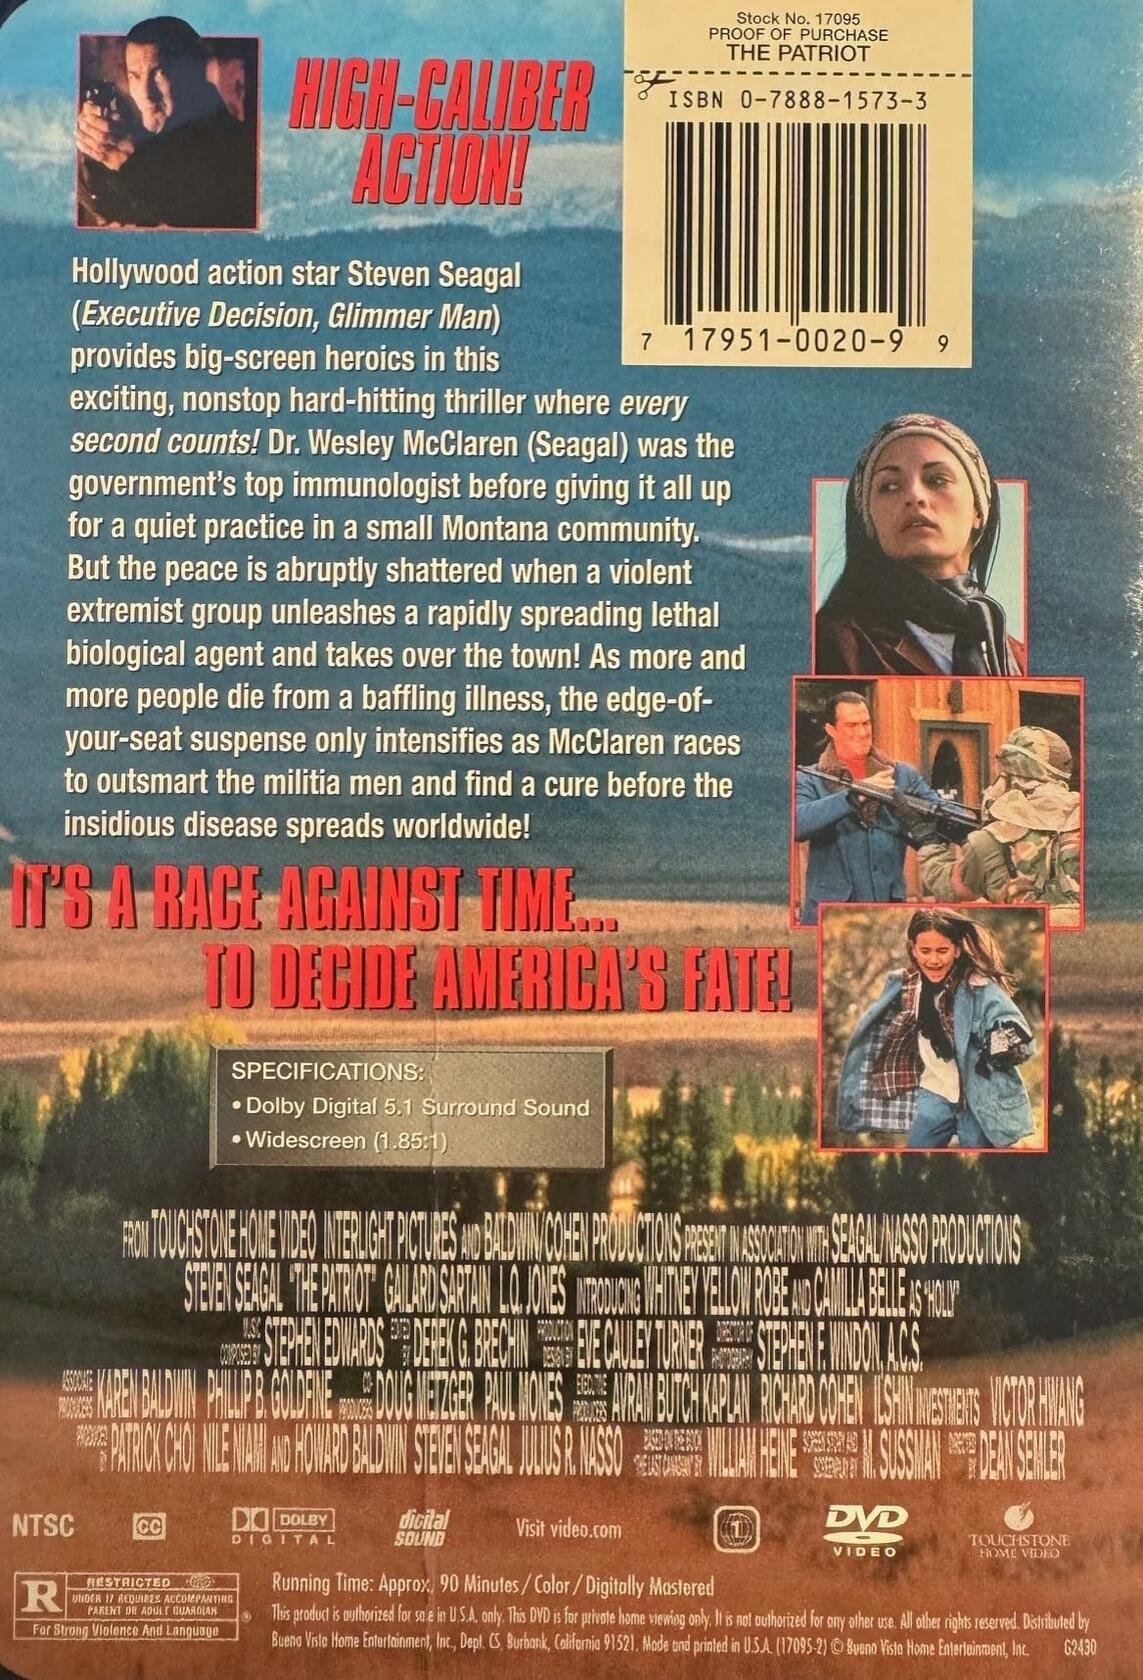 Stock No. 17095
PROOF OF PURCHASE
THE PATRIOT
ISBN 0-7888-1573-3
7 17951-0020-9 9
HIGH-CALIBER
ACTION!
Hollywood action star Steven Seagal
(Executive Decision, Glimmer Man)
provides big-screen heroics in this
exciting, nonstop hard-hitting thriller where every
second counts! Dr. Wesley McClaren (Seagal) was the
government's top immunologist before giving it all up
for a quiet practice in a small Montana community.
But the peace is abruptly shattered when a violent
extremist group unleashes a rapidly spreading lethal
biological agent and takes over the town! As more and
more people die from a baffling illness, the edge-of-
your-seat suspense only intensifies as McClaren races
to outsmart the militia men and find a cure before the
insidious disease spreads worldwide!
IT'S A RACE AGAINST TIME...
TO DECIDE AMERICA'S FATE!
SPECIFICATIONS:
• Dolby Digital 5.1 Surround Sound
• Widescreen (1.85:1)
FROM TOUCHSTONE HOME VIDEO INTERLIGHT PICTURES AND BALDWIN/COHEN PRODUCTIONS PRESENT IN ASSOCIATION WITH SEAGAL/NASSO PRODUCTIONS
STEVEN SEAGAL "THE PATRIOT" GAILARD SARTAIN L.Q. JONES INTRODUCING WHITNEY YELLOW ROBE AND CAMILLA BELLE AS "HOLLY"
MUSIC COMPOSED BY STEPHEN EDWARDS EDITED BY DEREK G. BRECHIN PRODUCTION DESIGN BY EVE CAULEY TURNER DIRECTOR OF PHOTOGRAPHY STEPHEN F. WINDON, A.C.S.
ASSOCIATE PRODUCERS KAREN BALDWIN PHILLIP B. GOLDFINE CO-PRODUCERS DOUG METZGER PAUL MONES EXECUTIVE PRODUCERS AVRAM BUTCH KAPLAN RICHARD COHEN ILSHIN INVESTMENTS VICTOR HWANG
PRODUCED BY PATRICK CHOI NILE NIAMI AND HOWARD BALDWIN STEVEN SEAGAL JULIUS R. NASSO BASED ON THE BOOK "THE LAST CANADIAN" BY WILLIAM HEINE SCREEN STORY AND SCREENPLAY BY M. SUSSMAN DIRECTED BY DEAN SEMLER
NTSC CC DOLBY DIGITAL digital SOUND Visit video.com 1 DVD VIDEO TOUCHSTONE HOME VIDEO
R RESTRICTED
UNDER 17 REQUIRES ACCOMPANYING
PARENT OR ADULT GUARDIAN
For Strong Violence And Language ®
Running Time: Approx. 90 Minutes/Color/Digitally Mastered
This product is authorized for sale in U.S.A. only. This DVD is for private home viewing only. It is not authorized for any other use. All other rights reserved. Distributed by
Buena Vista Home Entertainment, Inc., Dept. CS, Burbank, California 91521. Made and printed in U.S.A. (17095-2) © Buena Vista Home Entertainment, Inc. G2430